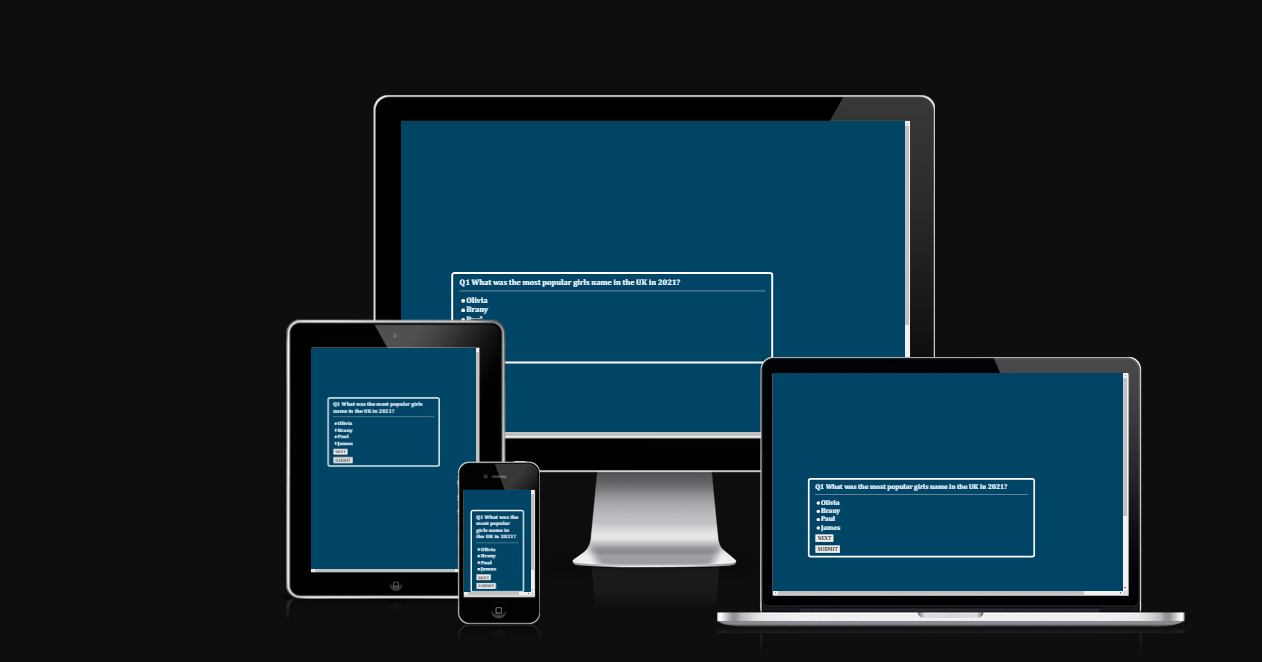 Q1 What was the most popular girls name in the UK in 2021?
Olivia
Brany
Paul
Q1 What was the most popular girls
name in the UK in 2021?
Olivia
Brany
Paul
James
NEXT
SUBMIT
Q1 What was the
most popular
girls name in
the UK in 2021?
Olivia
Brany
Paul
James
NEXT
SUBMIT
Q1 What was the most popular girls name in the UK in 2021?
Olivia
Brany
Paul
James
NEXT
SUBMIT